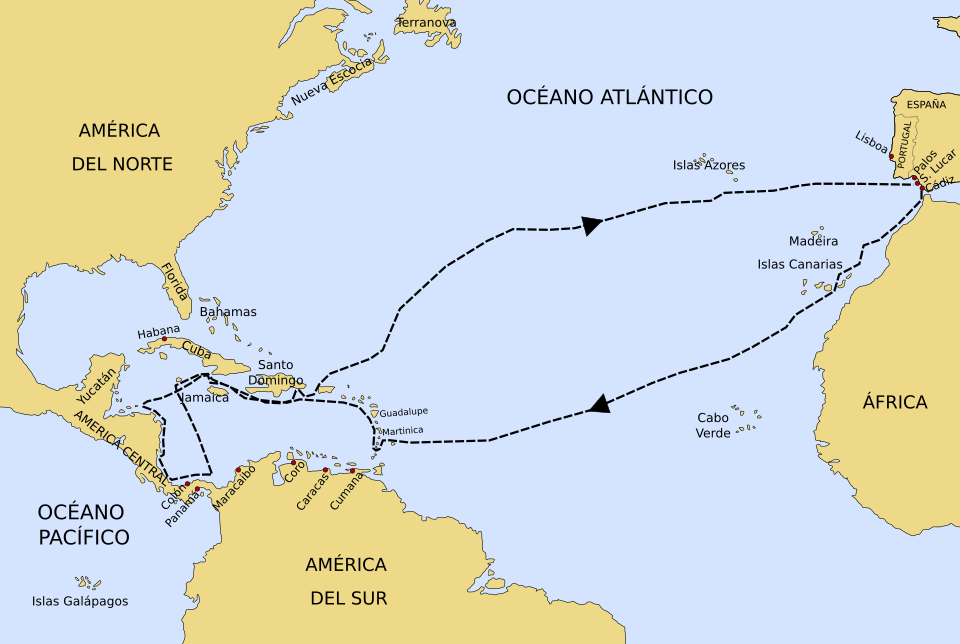 Terranova
Nueva Escocia
OCÉANO ATLÁNTICO
ESPAÑA
PORTUGAL
Lisboa
Palos
S. Lucar
Cádiz
AMÉRICA
DEL NORTE
Islas Azores
Madeira
Islas Canarias
Florida
Bahamas
Habana
Cuba
Santo
Domingo
Yucatán
Jamaica
Guadalupe
Martinica
AMÉRICA CENTRAL
Cabo
Verde
ÁFRICA
Colón
Panamá
Maracaibo
Coro
Caracas
Cumana
OCÉANO
PACÍFICO
AMÉRICA
DEL SUR
Islas Galápagos